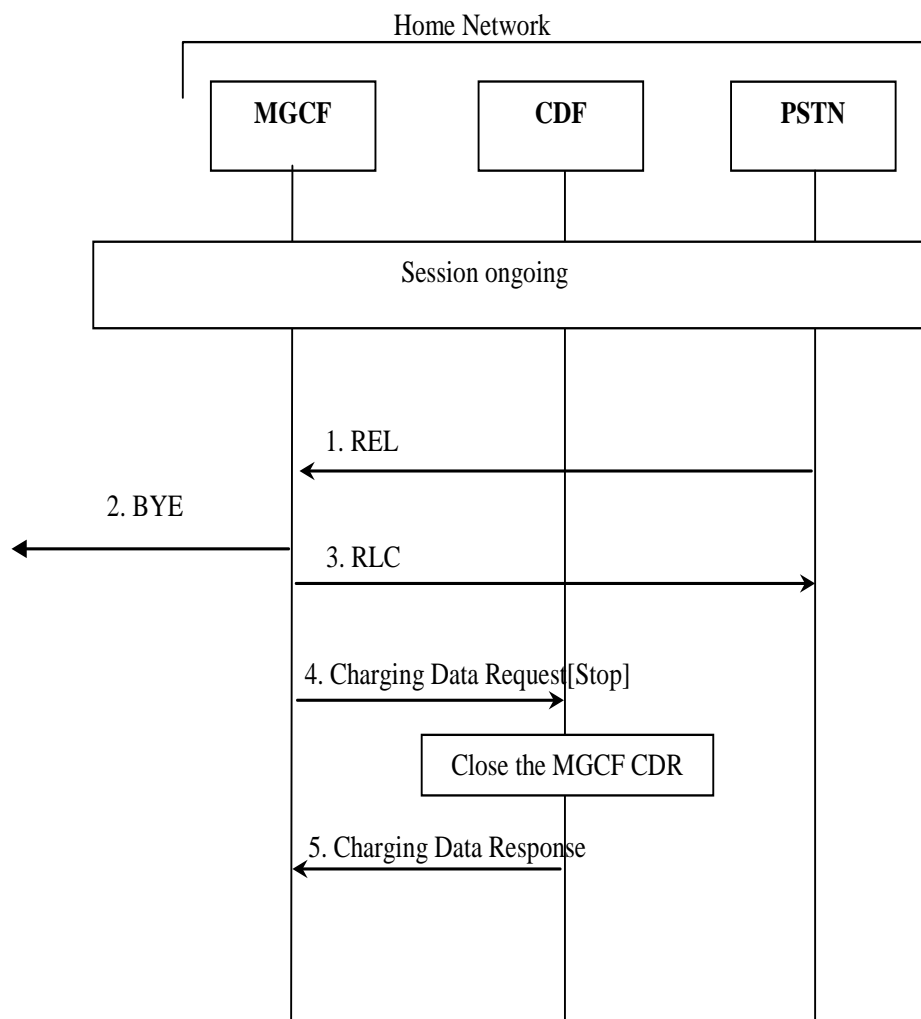 Home Network
MGCF
CDF
PSTN
Session ongoing
1. REL
2. BYE
3. RLC
4. Charging Data Request[Stop]
Close the MGCF CDR
5. Charging Data Response